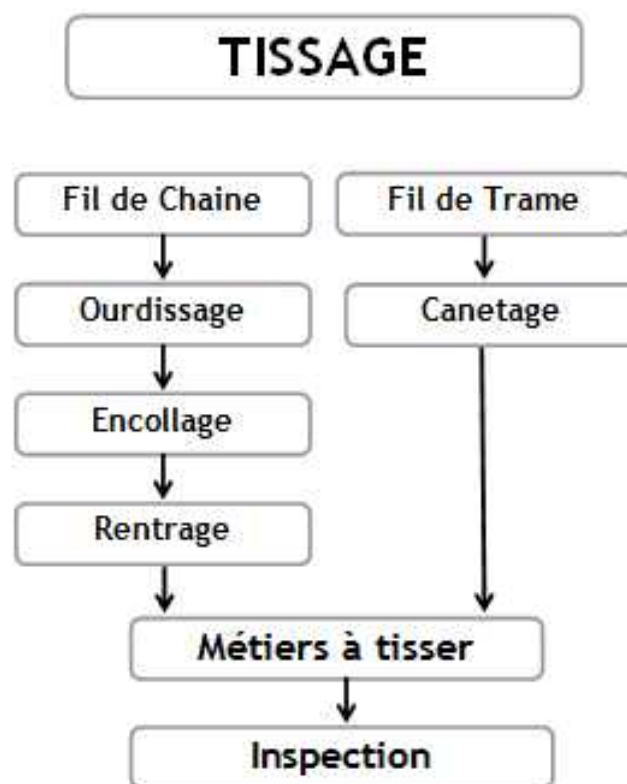 TISSAGE
Fil de Chaine
Fil de Trame
Ourdissage
Canetage
Encollage
Rentrage
Métiers à tisser
Inspection